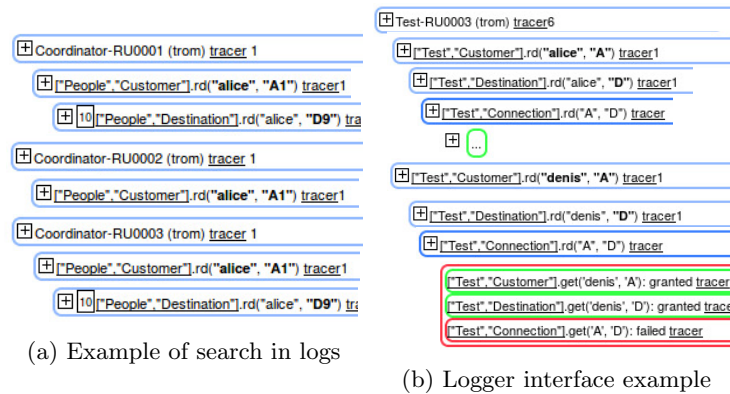 Coordinator-RU0001 (trom) tracer 1
["People","Customer"].rd("alice", "A1") tracer1
10 ["People","Destination"].rd("alice", "D9")
Coordinator-RU0002 (trom) tracer 1
["People","Customer"].rd("alice", "A1") tracer1
Coordinator-RU0003 (trom) tracer 1
["People","Customer"].rd("alice", "A1") tracer1
10 ["People","Destination"].rd("alice", "D9")
(a) Example of search in logs
Test-RU0003 (trom) tracer6
["Test","Customer"].rd("alice", "A") tracer1
["Test","Destination"].rd("alice", "D") tracer1
["Test","Connection"].rd("A", "D") tracer
...
["Test","Customer"].rd("denis", "A") tracer1
["Test","Destination"].rd("denis", "D") tracer1
["Test","Connection"].rd("A", "D") tracer
["Test","Customer"].get('denis', 'A'): granted tracer
["Test","Destination"].get('denis', 'D'): granted trace
["Test","Connection"].get('A', 'D'): failed tracer
(b) Logger interface example